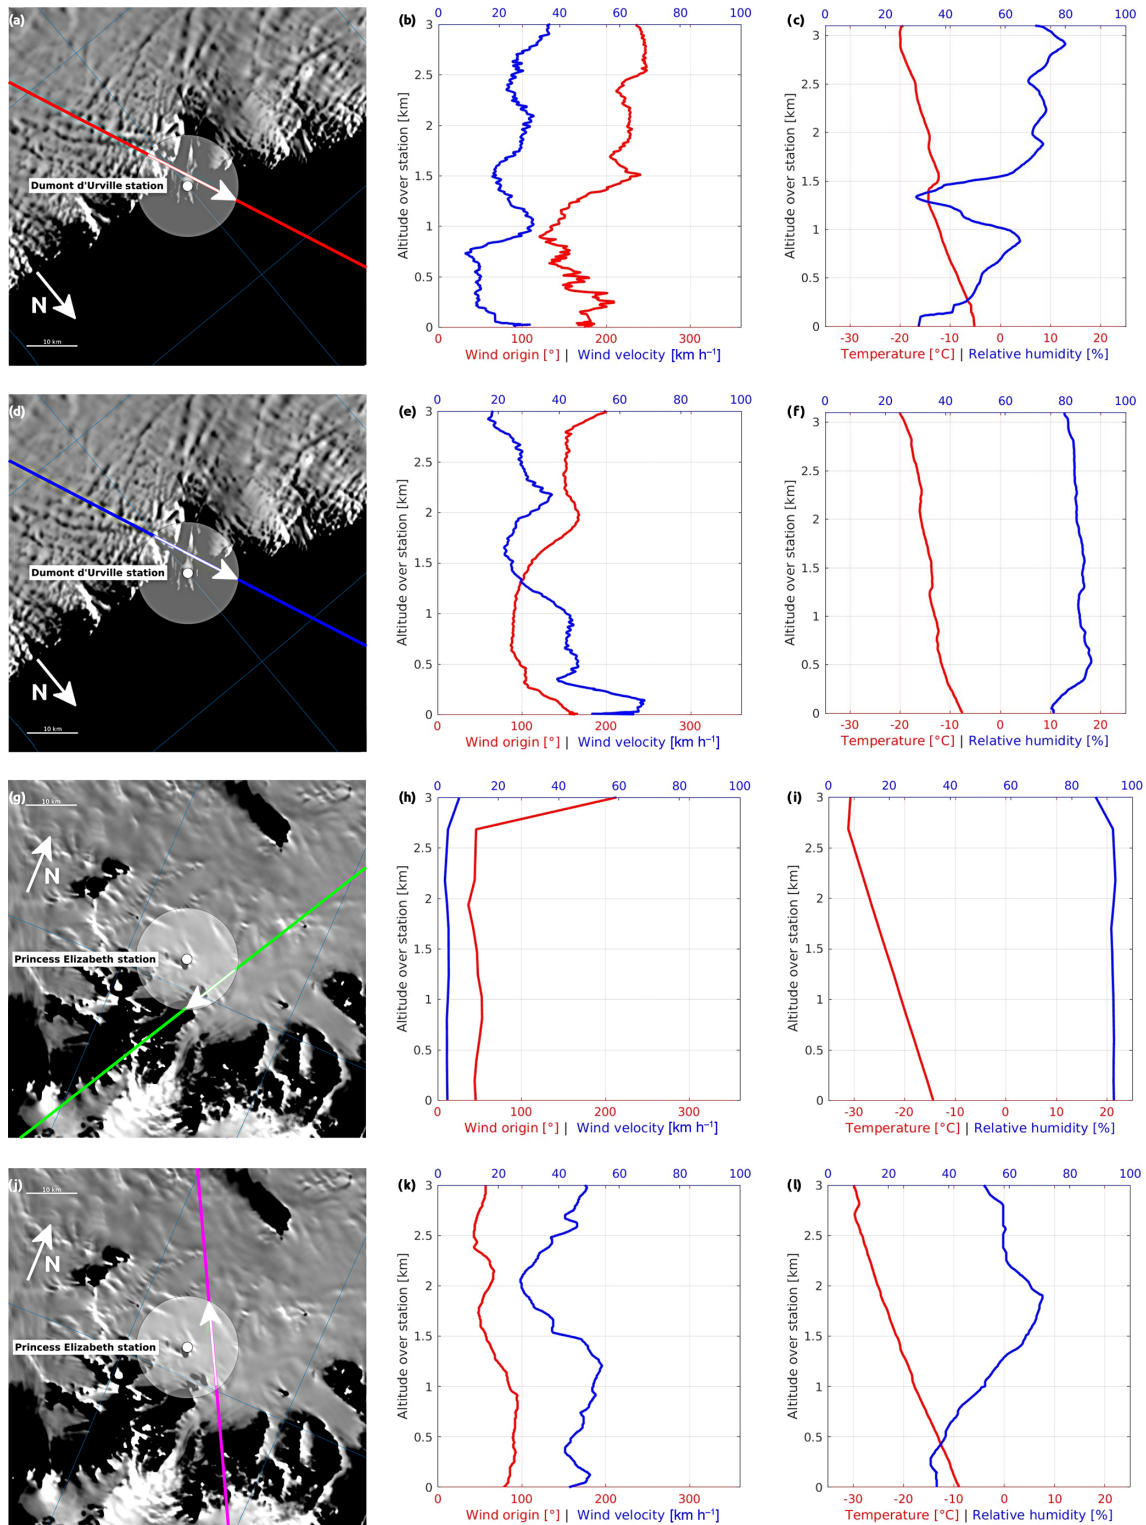 (a)
Dumont d'Urville station
N
10 km
(b)
0 20 40 60 80 100
3
2.5
2
1.5
1
0.5
0
Altitude over station [km]
0 100 200 300
Wind origin [°] | Wind velocity [km h⁻¹]
(c)
0 20 40 60 80 100
3
2.5
2
1.5
1
0.5
0
Altitude over station [km]
-30 -20 -10 0 10 20
Temperature [°C] | Relative humidity [%]
(d)
Dumont d'Urville station
N
10 km
(e)
0 20 40 60 80 100
3
2.5
2
1.5
1
0.5
0
Altitude over station [km]
0 100 200 300
Wind origin [°] | Wind velocity [km h⁻¹]
(f)
0 20 40 60 80 100
3
2.5
2
1.5
1
0.5
0
Altitude over station [km]
-30 -20 -10 0 10 20
Temperature [°C] | Relative humidity [%]
(g)
10 km
N
Princess Elizabeth station
(h)
0 20 40 60 80 100
3
2.5
2
1.5
1
0.5
0
Altitude over station [km]
0 100 200 300
Wind origin [°] | Wind velocity [km h⁻¹]
(i)
0 20 40 60 80 100
3
2.5
2
1.5
1
0.5
0
Altitude over station [km]
-30 -20 -10 0 10 20
Temperature [°C] | Relative humidity [%]
(j)
10 km
N
Princess Elizabeth station
(k)
0 20 40 60 80 100
3
2.5
2
1.5
1
0.5
0
Altitude over station [km]
0 100 200 300
Wind origin [°] | Wind velocity [km h⁻¹]
(l)
0 20 40 60 80 100
3
2.5
2
1.5
1
0.5
0
Altitude over station [km]
-30 -20 -10 0 10 20
Temperature [°C] | Relative humidity [%]